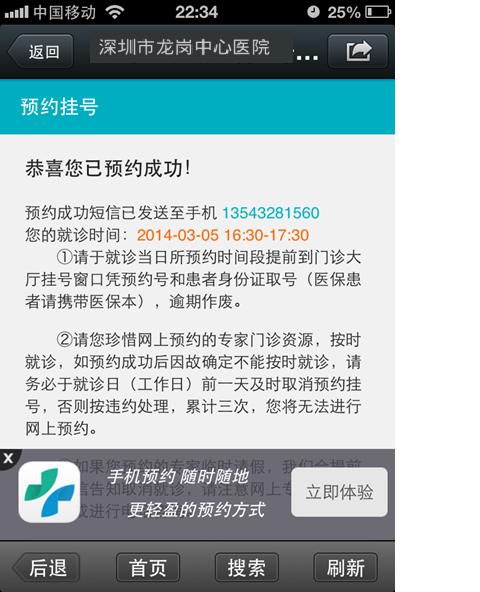 中国移动 22:34 25%
返回 深圳市龙岗中心医院 ...
预约挂号
恭喜您已预约成功！
预约成功短信已发送至手机 13543281560
您的就诊时间：2014-03-05 16:30-17:30
①请于就诊当日所预约时间段提前到门诊大
厅挂号窗口凭预约号和患者身份证取号（医保患
者请携带医保本），逾期作废。
②请您珍惜网上预约的专家门诊资源，按时
就诊，如预约成功后因故确定不能按时就诊，请
务必于就诊日（工作日）前一天及时取消预约挂
号，否则按违约处理，累计三次，您将无法进行
网上预约。
如果您预约的专家临时请假，我们会提前
信告知取消就诊，请注意网上专
或进行
X
手机预约 随时随地
更轻盈的预约方式
立即体验
后退 首页 搜索 刷新